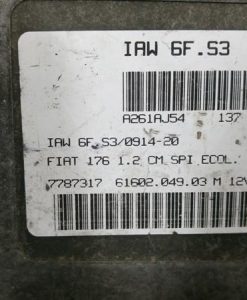 IAW 6F.S3
A261AJ54 137
IAW 6F.S3/0914-20
FIAT 176 1.2 CM SPI ECOL.
7787317 61602.049.03 M 12V